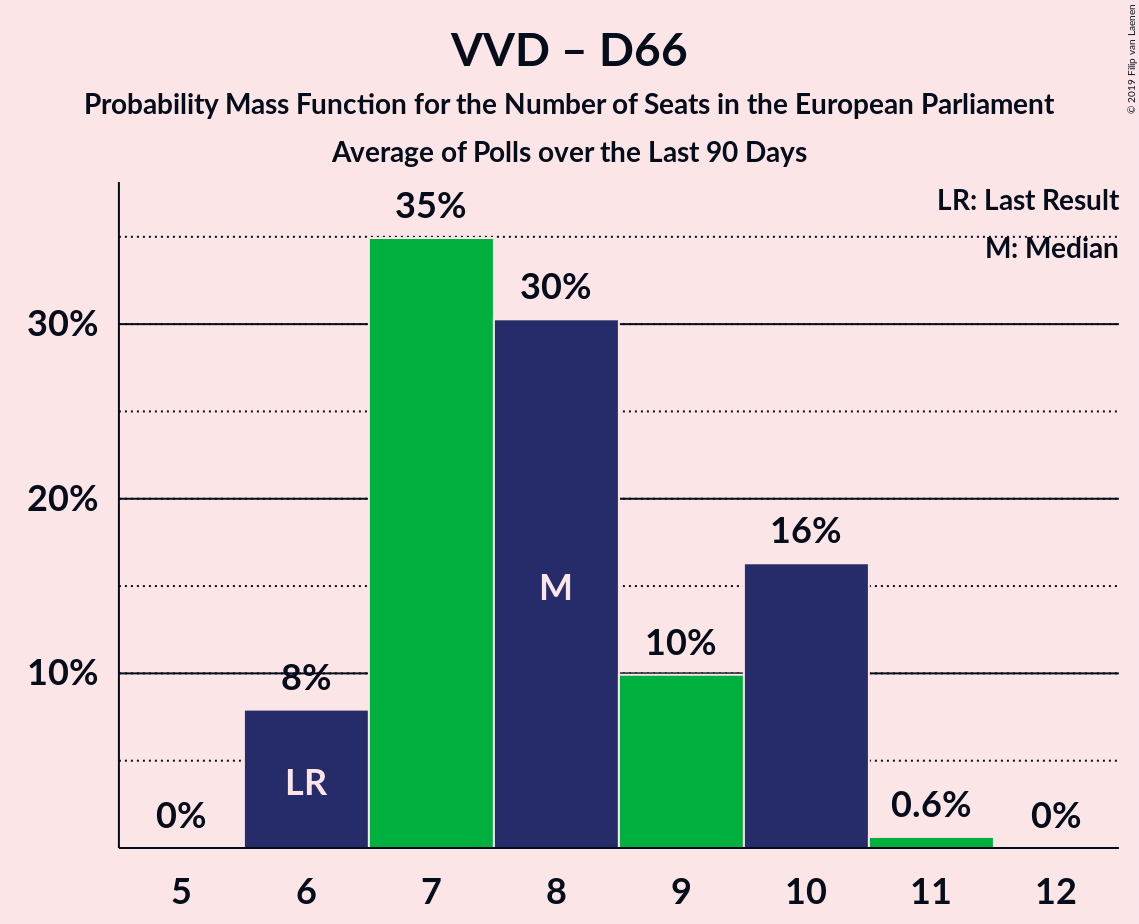 VVD – D66
Probability Mass Function for the Number of Seats in the European Parliament
Average of Polls over the Last 90 Days
© 2019 Filip van Laenen
LR: Last Result
M: Median
35%
30%
30%
20%
16%
M
10%
10%
8%
LR
0%
0.6%
0%
5 6 7 8 9 10 11 12